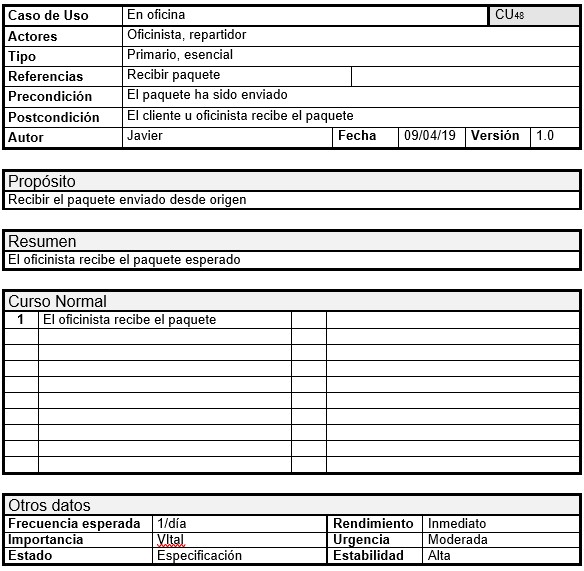 Caso de Uso En oficina CU48
Actores Oficinista, repartidor
Tipo Primario, esencial
Referencias Recibir paquete
Precondición El paquete ha sido enviado
Postcondición El cliente u oficinista recibe el paquete
Autor Javier Fecha 09/04/19 Versión 1.0
Propósito
Recibir el paquete enviado desde origen
Resumen
El oficinista recibe el paquete esperado
Curso Normal
1 El oficinista recibe el paquete
Otros datos
Frecuencia esperada 1/día Rendimiento Inmediato
Importancia VItal Urgencia Moderada
Estado Especificación Estabilidad Alta